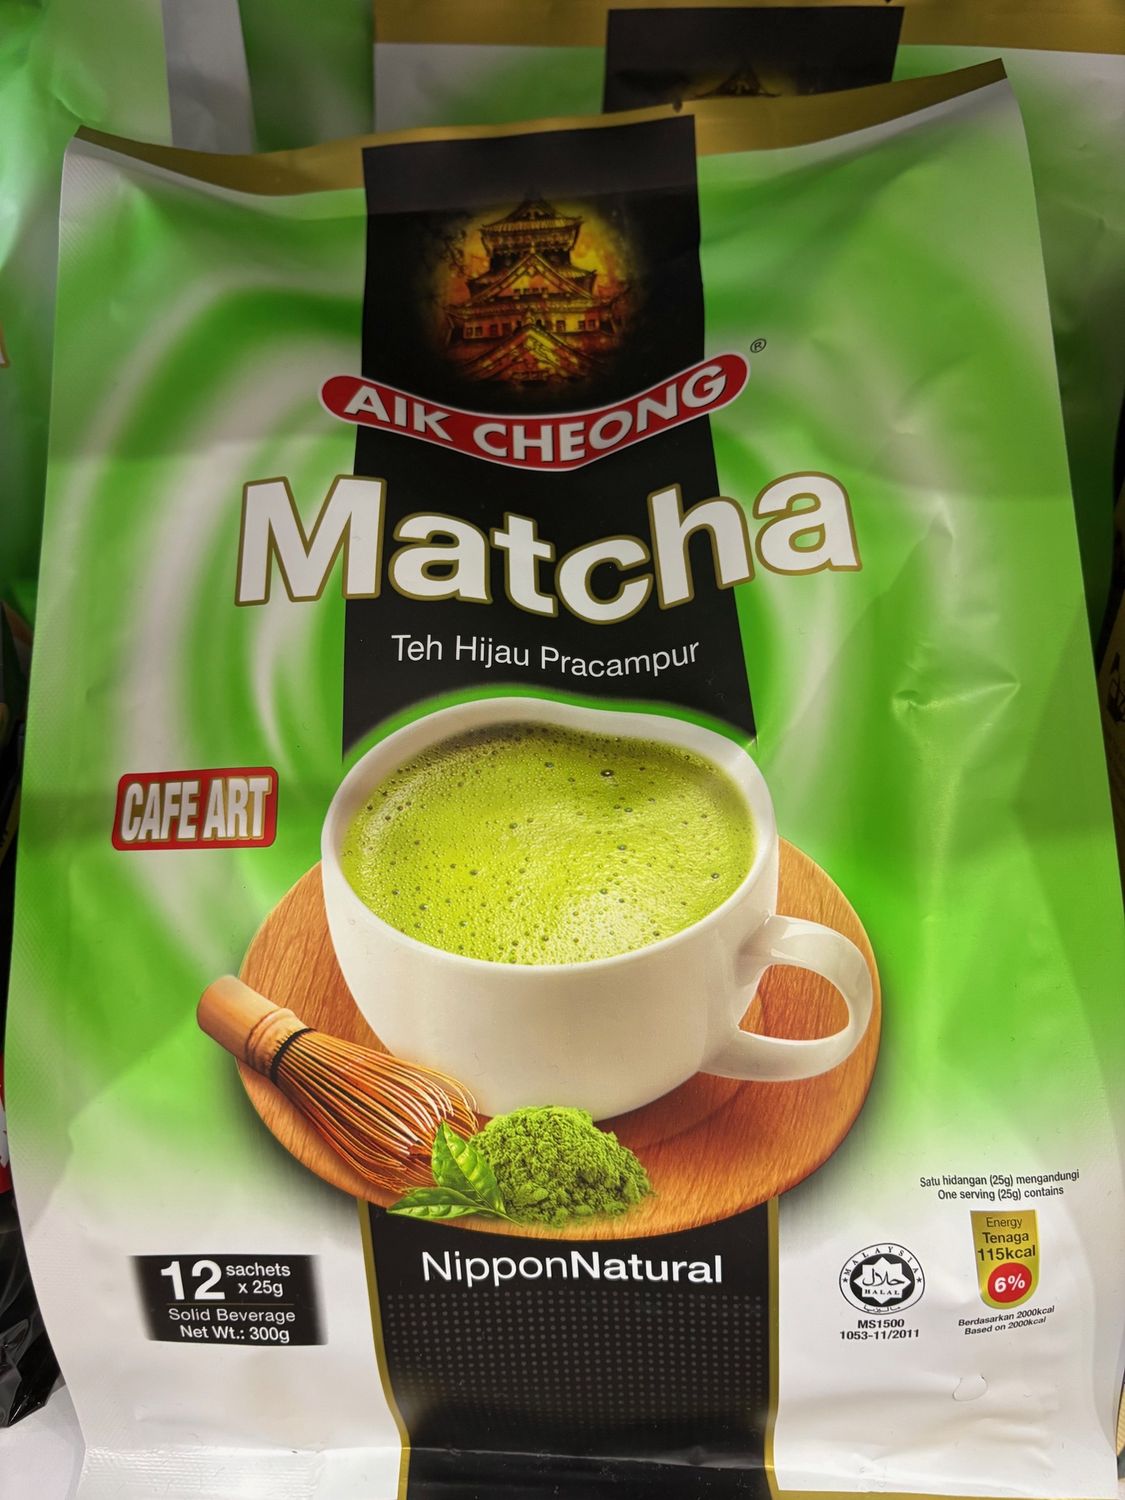 AIK CHEONG
®
Matcha
Teh Hijau Pracampur
CAFE ART
NipponNatural
12 sachets
x 25g
Solid Beverage
Net Wt.: 300g
Satu hidangan (25g) mengandungi
One serving (25g) contains
Energy
Tenaga
115kcal
6%
Berdasarkan 2000kcal
Based on 2000kcal
MALAYSIA
حلال
HALAL
MS1500
1053-11/2011